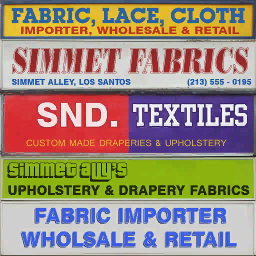 FABRIC, LACE, CLOTH
IMPORTER, WHOLESALE & RETAIL
SIMMET FABRICS
SIMMET ALLEY, LOS SANTOS (213) 555 - 0195
SND. TEXTILES
CUSTOM MADE DRAPERIES & UPHOLSTERY
Simmet ally's
UPHOLSTERY & DRAPERY FABRICS
FABRIC IMPORTER
WHOLSALE & RETAIL